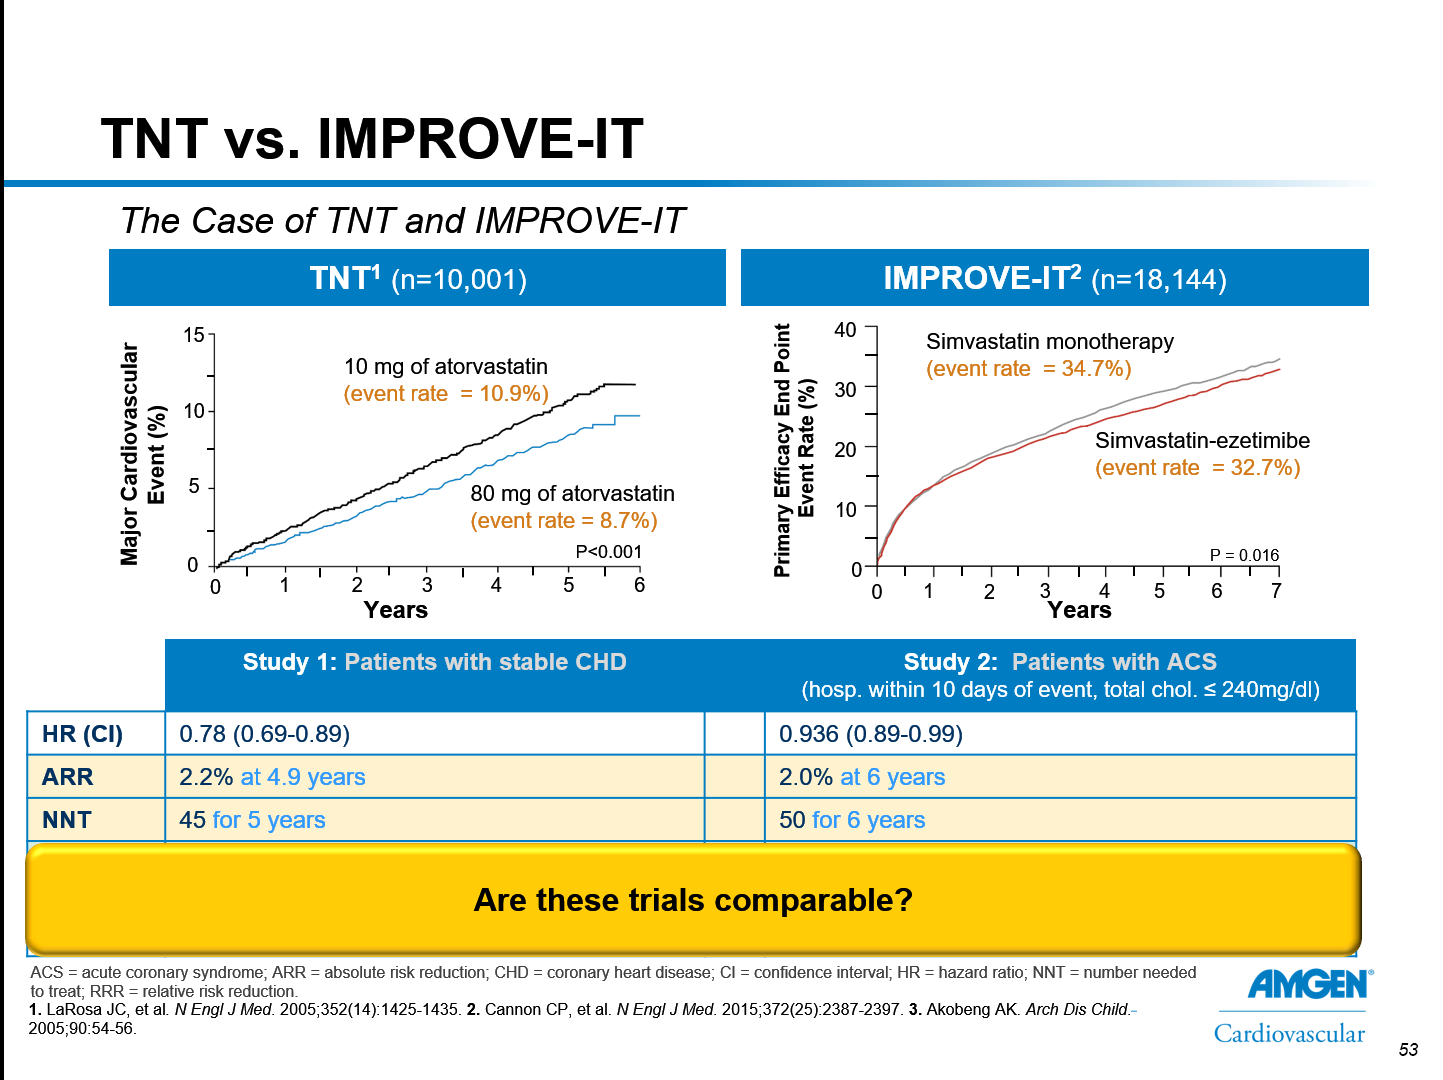 TNT vs. IMPROVE-IT
The Case of TNT and IMPROVE-IT
TNT1 (n=10,001)
Major Cardiovascular
Event (%)
15
10
5
0
10 mg of atorvastatin
(event rate = 10.9%)
80 mg of atorvastatin
(event rate = 8.7%)
P<0.001
0 1 2 3 4 5 6
Years
IMPROVE-IT2 (n=18,144)
Primary Efficacy End Point
Event Rate (%)
40
30
20
10
0
Simvastatin monotherapy
(event rate = 34.7%)
Simvastatin-ezetimibe
(event rate = 32.7%)
P = 0.016
0 1 2 3 4 5 6 7
Years
Study 1: Patients with stable CHD
Study 2: Patients with ACS
(hosp. within 10 days of event, total chol. ≤ 240mg/dl)
HR (CI) 0.78 (0.69-0.89) 0.936 (0.89-0.99)
ARR 2.2% at 4.9 years 2.0% at 6 years
NNT 45 for 5 years 50 for 6 years
Are these trials comparable?
ACS = acute coronary syndrome; ARR = absolute risk reduction; CHD = coronary heart disease; CI = confidence interval; HR = hazard ratio; NNT = number needed
to treat; RRR = relative risk reduction.
1. LaRosa JC, et al. N Engl J Med. 2005;352(14):1425-1435. 2. Cannon CP, et al. N Engl J Med. 2015;372(25):2387-2397. 3. Akobeng AK. Arch Dis Child.
2005;90:54-56.
AMGEN®
Cardiovascular
53